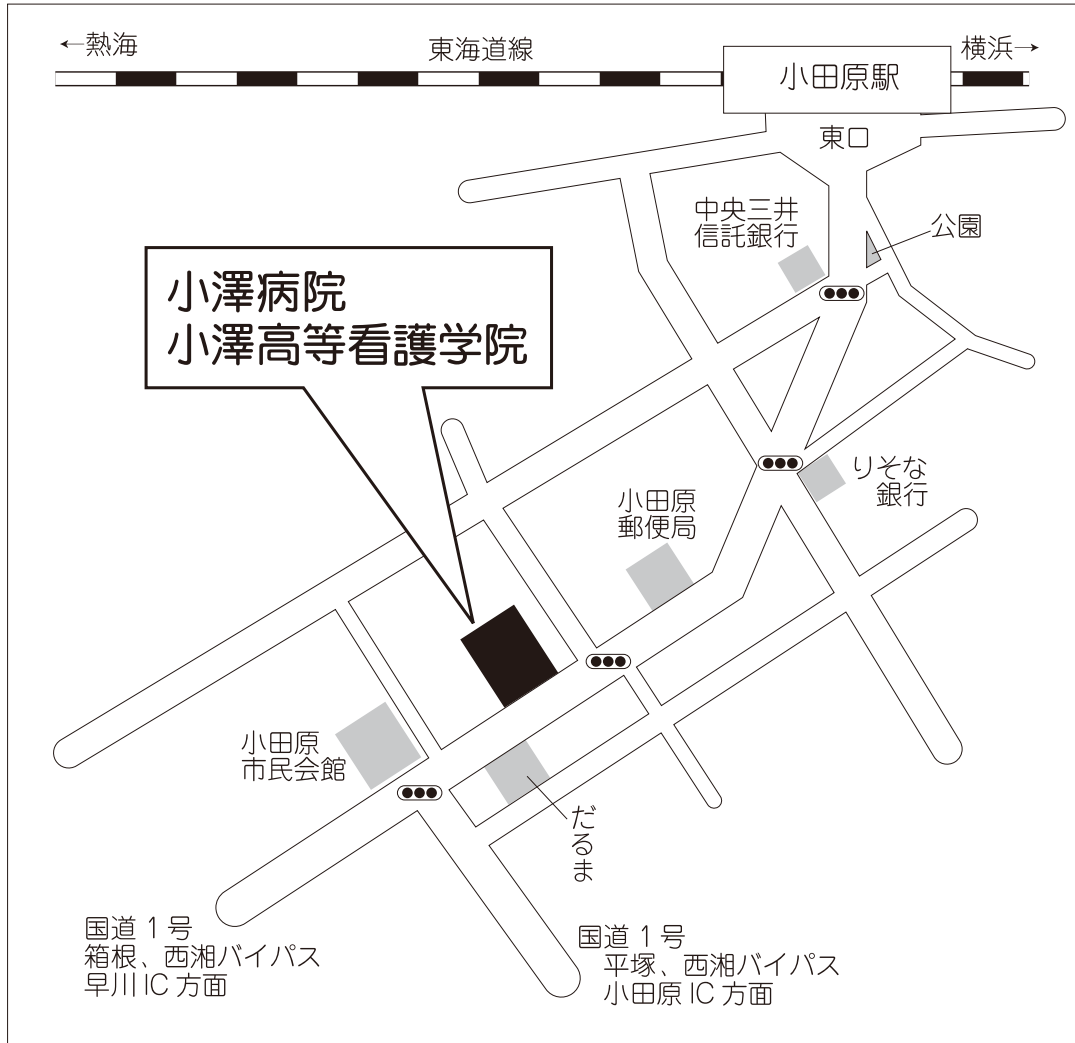 ←熱海
東海道線
横浜→
小田原駅
東口
中央三井
信託銀行
公園
小澤病院
小澤高等看護学院
りそな
銀行
小田原
郵便局
小田原
市民会館
だるま
国道1号
箱根、西湘バイパス
早川IC方面
国道1号
平塚、西湘バイパス
小田原IC方面